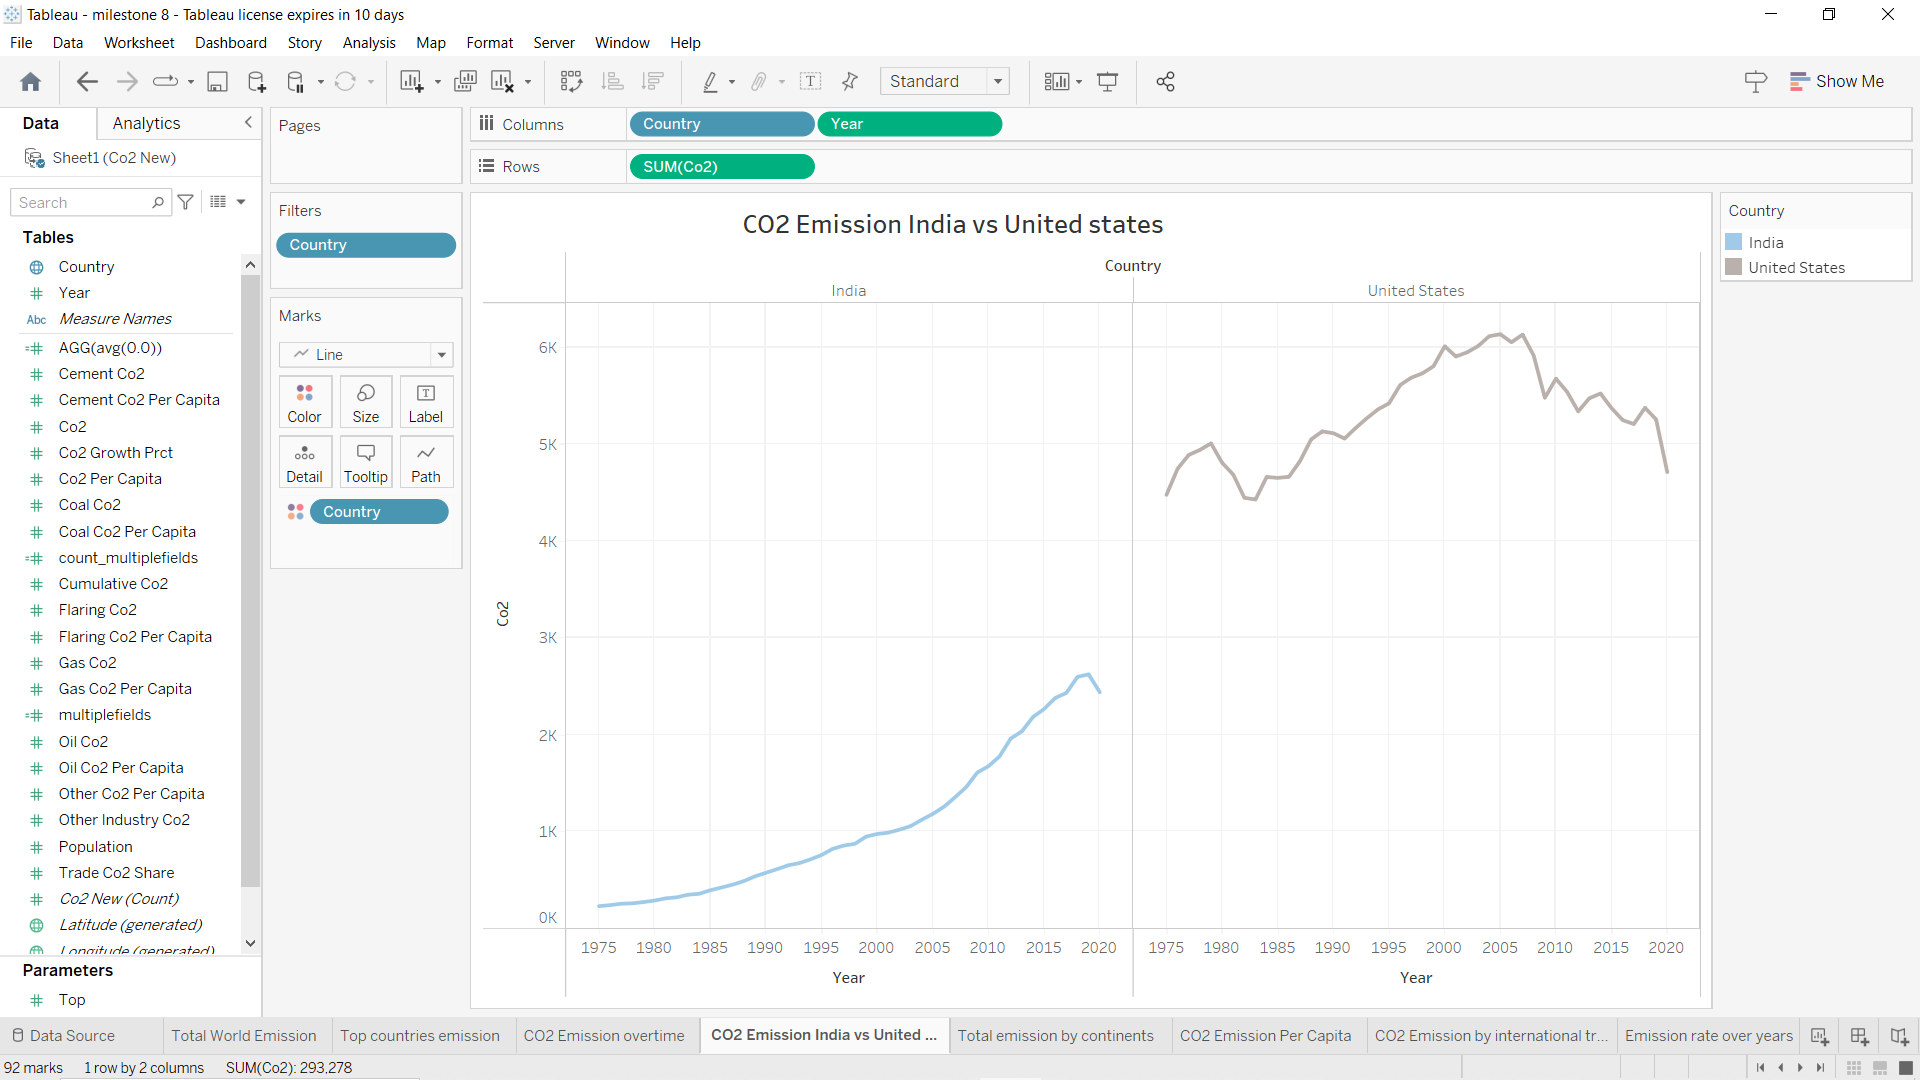 Tableau - milestone 8 - Tableau license expires in 10 days
File Data Worksheet Dashboard Story Analysis Map Format Server Window Help
Standard
Show Me
Data
Analytics
Sheet1 (Co2 New)
Search
Tables
Country
Year
Abc Measure Names
AGG(avg(0.0))
Cement Co2
Cement Co2 Per Capita
Co2
Co2 Growth Prct
Co2 Per Capita
Coal Co2
Coal Co2 Per Capita
count_multiplefields
Cumulative Co2
Flaring Co2
Flaring Co2 Per Capita
Gas Co2
Gas Co2 Per Capita
multiplefields
Oil Co2
Oil Co2 Per Capita
Other Co2 Per Capita
Other Industry Co2
Population
Trade Co2 Share
Co2 New (Count)
Latitude (generated)
Longitude (generated)
Parameters
Top
Pages
Filters
Country
Marks
Line
Color Size Label
Detail Tooltip Path
Country
Columns Country Year
Rows SUM(Co2)
CO2 Emission India vs United states
Country
India United States
6K
5K
4K
3K
2K
1K
0K
Co2
1975 1980 1985 1990 1995 2000 2005 2010 2015 2020 1975 1980 1985 1990 1995 2000 2005 2010 2015 2020
Year Year
Country
India
United States
Data Source Total World Emission Top countries emission CO2 Emission overtime CO2 Emission India vs United ... Total emission by continents CO2 Emission Per Capita CO2 Emission by international tr... Emission rate over years
92 marks 1 row by 2 columns SUM(Co2): 293,278